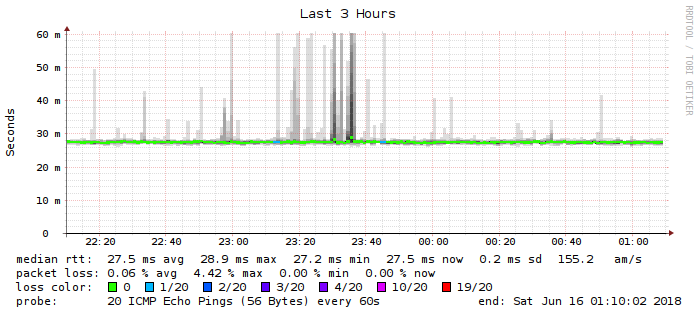 Last 3 Hours
RRDTOOL / TOBI OETIKER
Seconds
60 m
50 m
40 m
30 m
20 m
10 m
0
22:20 22:40 23:00 23:20 23:40 00:00 00:20 00:40 01:00
median rtt: 27.5 ms avg 28.9 ms max 27.2 ms min 27.5 ms now 0.2 ms sd 155.2 am/s
packet loss: 0.06 % avg 4.42 % max 0.00 % min 0.00 % now
loss color: 0 1/20 2/20 3/20 4/20 10/20 19/20
probe: 20 ICMP Echo Pings (56 Bytes) every 60s end: Sat Jun 16 01:10:02 2018